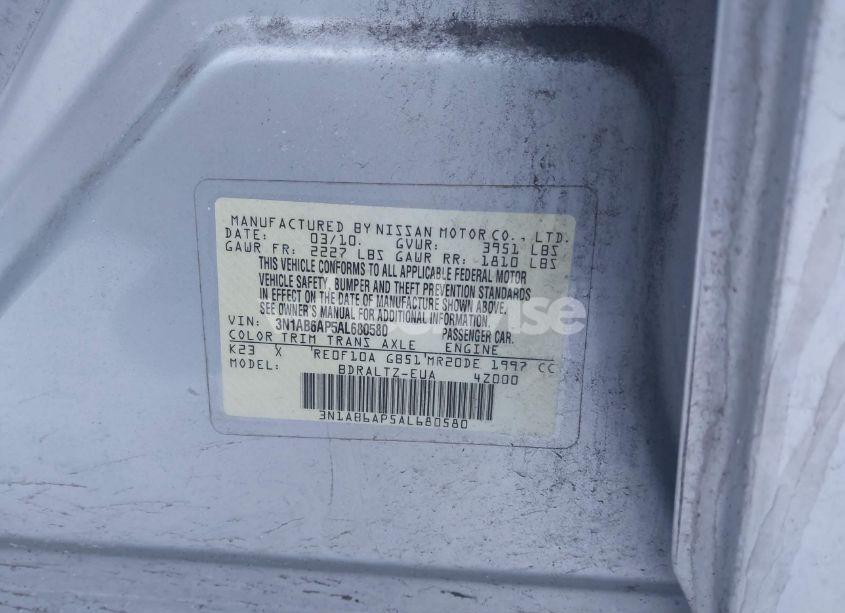 MANUFACTURED BY NISSAN MOTOR CO., LTD.
DATE: 03/10. GVWR: 3951 LBS
GAWR FR: 2227 LBS GAWR RR: 1810 LBS
THIS VEHICLE CONFORMS TO ALL APPLICABLE FEDERAL MOTOR
VEHICLE SAFETY, BUMPER AND THEFT PREVENTION STANDARDS
IN EFFECT ON THE DATE OF MANUFACTURE SHOWN ABOVE.
SEE OWNER'S MANUAL FOR ADDITIONAL INFORMATION.
VIN: 3N1AB6AP5AL680580 PASSENGER CAR.
COLOR TRIM TRANS AXLE ENGINE
K23 X RE0F10A GB51 MR20DE 1997 CC
MODEL: BDRALTZ-EUA 4Z000
3N1AB6AP5AL680580